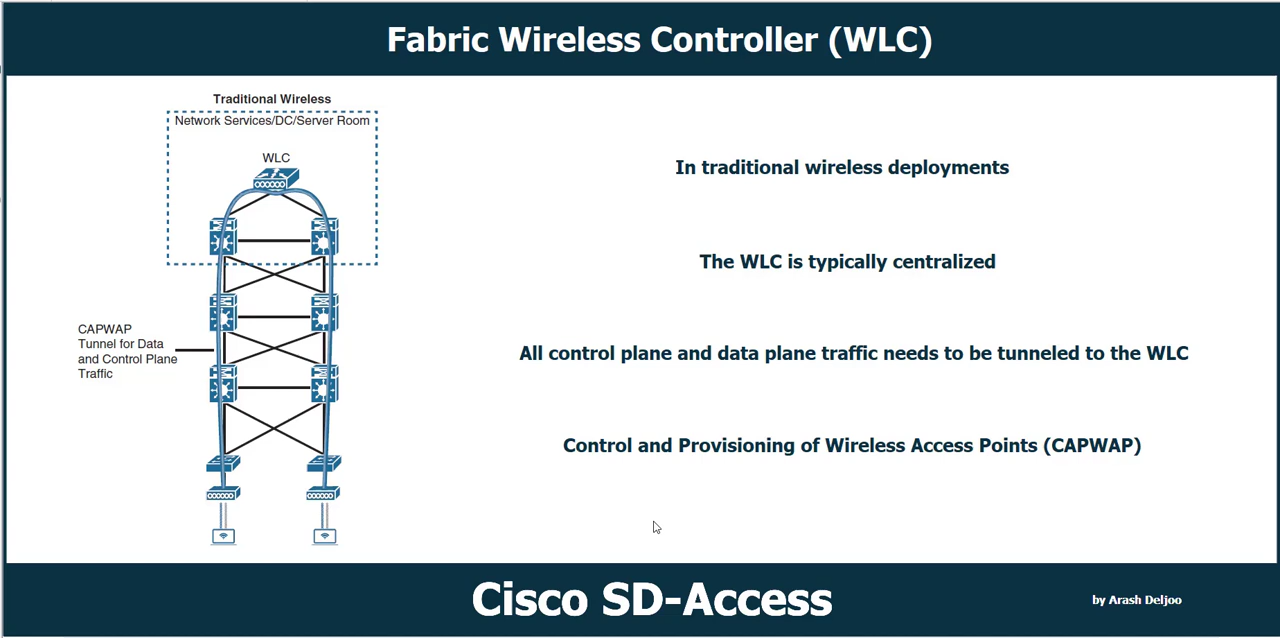 Fabric Wireless Controller (WLC)
Traditional Wireless
Network Services/DC/Server Room
WLC
CAPWAP
Tunnel for Data
and Control Plane
Traffic
In traditional wireless deployments
The WLC is typically centralized
All control plane and data plane traffic needs to be tunneled to the WLC
Control and Provisioning of Wireless Access Points (CAPWAP)
Cisco SD-Access
by Arash Deljoo